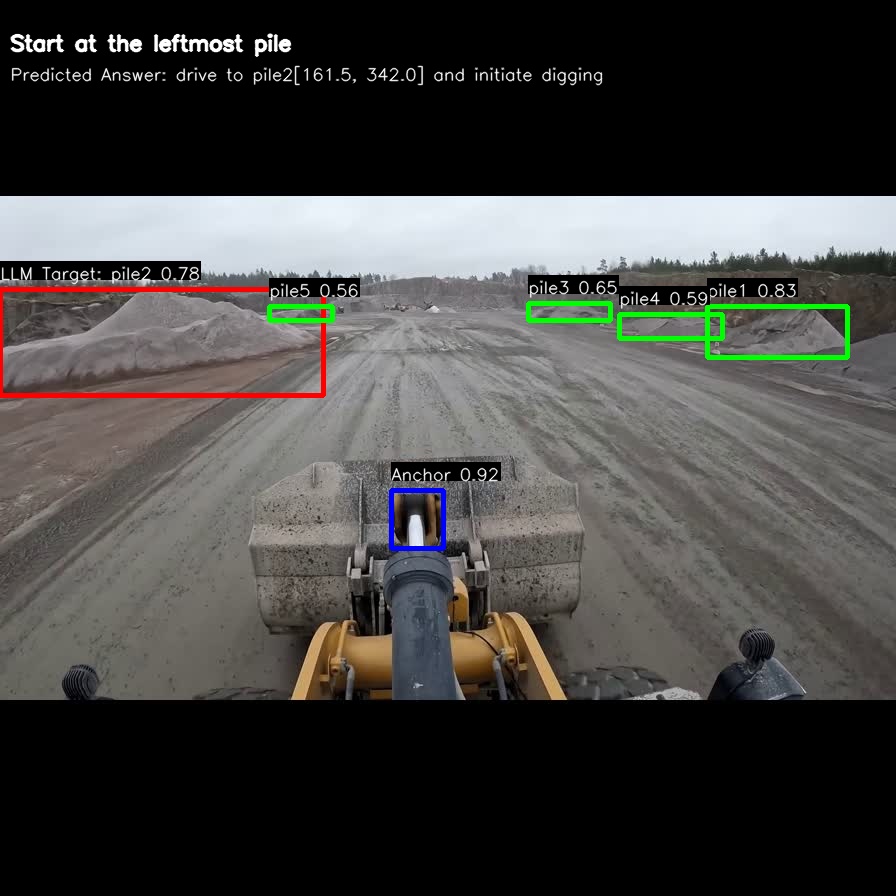 Start at the leftmost pile
Predicted Answer: drive to pile2[161.5, 342.0] and initiate digging
LLM Target: pile2 0.78
pile5 0.56
pile3 0.65
pile4 0.59
pile1 0.83
Anchor 0.92